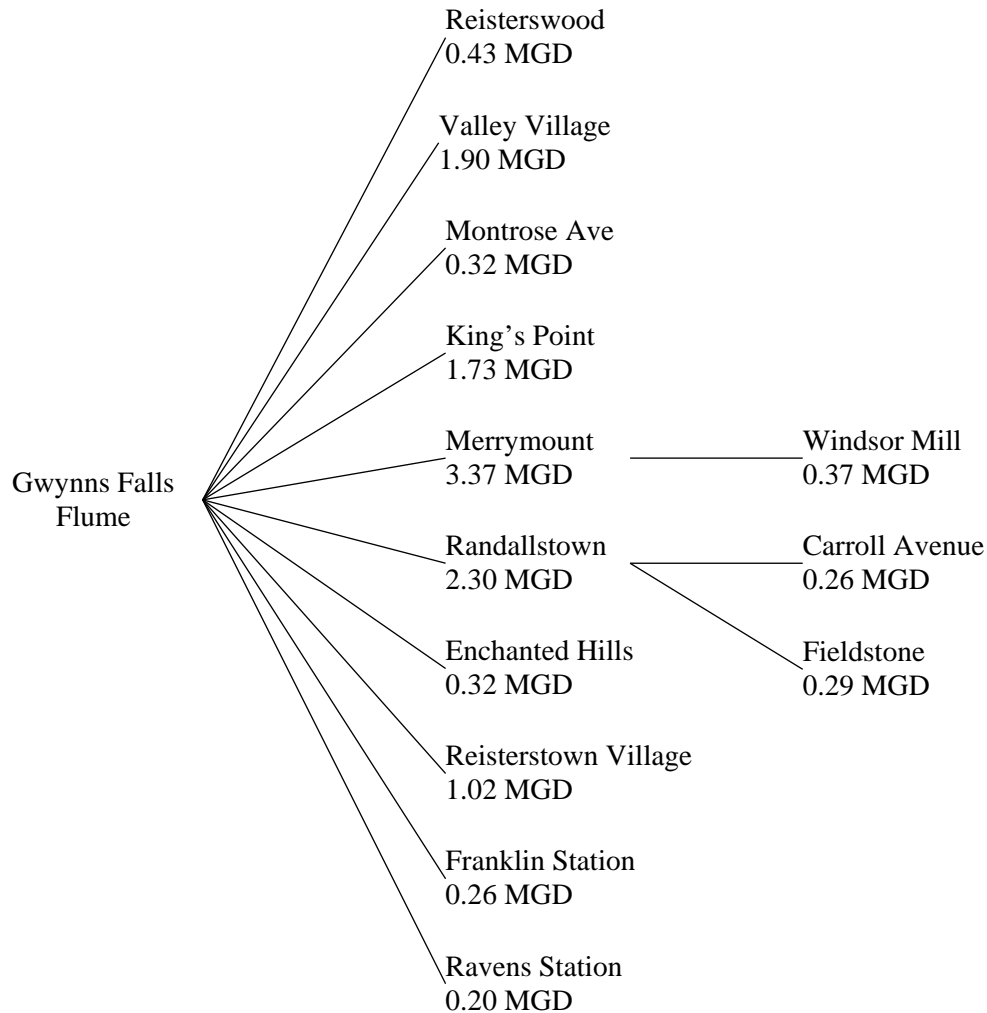 Reisterswood
0.43 MGD
Valley Village
1.90 MGD
Montrose Ave
0.32 MGD
King’s Point
1.73 MGD
Merrymount
3.37 MGD
Windsor Mill
0.37 MGD
Gwynns Falls
Flume
Randallstown
2.30 MGD
Carroll Avenue
0.26 MGD
Enchanted Hills
0.32 MGD
Fieldstone
0.29 MGD
Reisterstown Village
1.02 MGD
Franklin Station
0.26 MGD
Ravens Station
0.20 MGD